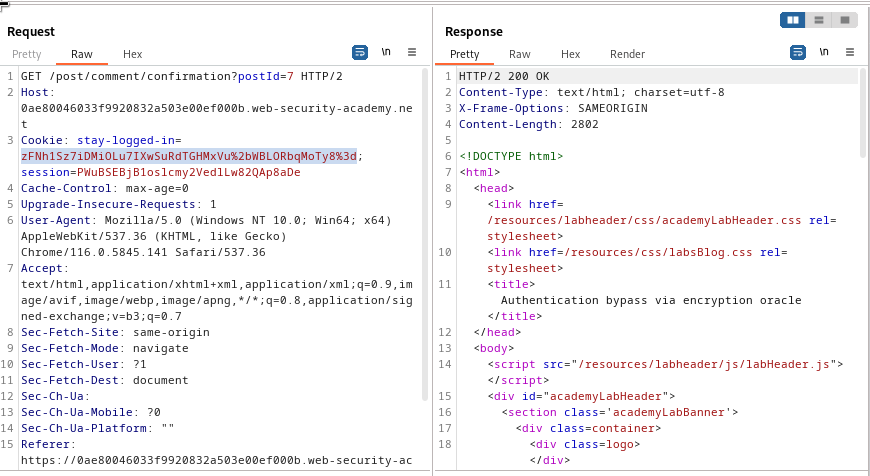 Request
Pretty
Raw
Hex
\n
1 GET /post/comment/confirmation?postId=7 HTTP/2
2 Host:
0ae80046033f9920832a503e00ef000b.web-security-academy.ne
t
3 Cookie: stay-logged-in=
zFNh1Sz7iDMiOLu7IXwSuRdTGHMxVu%2bWBLORbqMoTy8%3d;
session=PWuBSEBjB1os1cmy2Ved1Lw82QAp8aDe
4 Cache-Control: max-age=0
5 Upgrade-Insecure-Requests: 1
6 User-Agent: Mozilla/5.0 (Windows NT 10.0; Win64; x64)
AppleWebKit/537.36 (KHTML, like Gecko)
Chrome/116.0.5845.141 Safari/537.36
7 Accept:
text/html,application/xhtml+xml,application/xml;q=0.9,im
age/avif,image/webp,image/apng,*/*;q=0.8,application/sig
ned-exchange;v=b3;q=0.7
8 Sec-Fetch-Site: same-origin
9 Sec-Fetch-Mode: navigate
10 Sec-Fetch-User: ?1
11 Sec-Fetch-Dest: document
12 Sec-Ch-Ua:
13 Sec-Ch-Ua-Mobile: ?0
14 Sec-Ch-Ua-Platform: ""
15 Referer:
https://0ae80046033f9920832a503e00ef000b.web-security-ac
Response
Pretty
Raw
Hex
Render
\n
1 HTTP/2 200 OK
2 Content-Type: text/html; charset=utf-8
3 X-Frame-Options: SAMEORIGIN
4 Content-Length: 2802
5
6 <!DOCTYPE html>
7 <html>
8 <head>
9 <link href=
/resources/labheader/css/academyLabHeader.css rel=
stylesheet>
10 <link href=/resources/css/labsBlog.css rel=
stylesheet>
11 <title>
Authentication bypass via encryption oracle
</title>
12 </head>
13 <body>
14 <script src="/resources/labheader/js/labHeader.js">
</script>
15 <div id="academyLabHeader">
16 <section class='academyLabBanner'>
17 <div class=container>
18 <div class=logo>
</div>